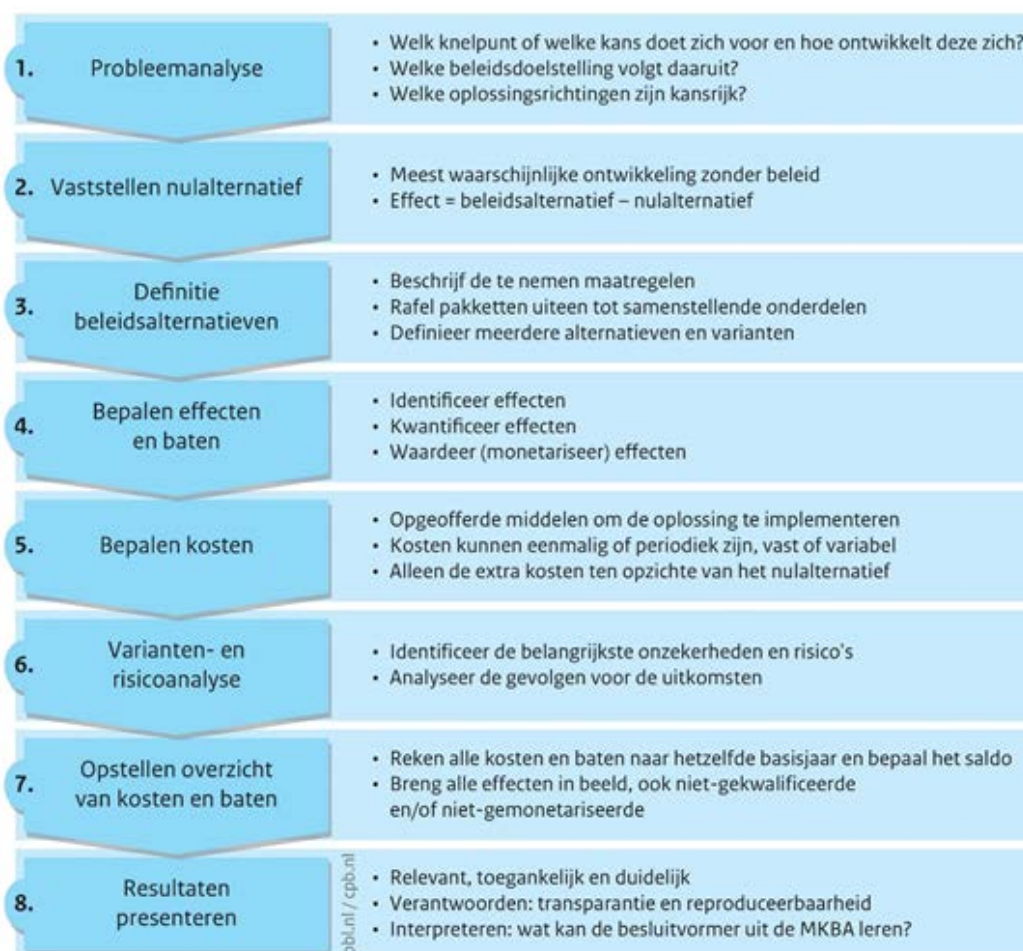 1.
Probleemanalyse
• Welk knelpunt of welke kans doet zich voor en hoe ontwikkelt deze zich?
• Welke beleidsdoelstelling volgt daaruit?
• Welke oplossingsrichtingen zijn kansrijk?
2. Vaststellen nulalternatief
• Meest waarschijnlijke ontwikkeling zonder beleid
• Effect = beleidsalternatief – nulalternatief
3.
Definitie
beleidsalternatieven
• Beschrijf de te nemen maatregelen
• Rafel pakketten uiteen tot samenstellende onderdelen
• Definieer meerdere alternatieven en varianten
4.
Bepalen effecten
en baten
• Identificeer effecten
• Kwantificeer effecten
• Waardeer (monetariseer) effecten
5.
Bepalen kosten
• Opgeofferde middelen om de oplossing te implementeren
• Kosten kunnen eenmalig of periodiek zijn, vast of variabel
• Alleen de extra kosten ten opzichte van het nulalternatief
6.
Varianten- en
risicoanalyse
• Identificeer de belangrijkste onzekerheden en risico's
• Analyseer de gevolgen voor de uitkomsten
7.
Opstellen overzicht
van kosten en baten
• Reken alle kosten en baten naar hetzelfde basisjaar en bepaal het saldo
• Breng alle effecten in beeld, ook niet-gekwalificeerde
en/of niet-gemonetariseerde
8.
Resultaten
presenteren
• Relevant, toegankelijk en duidelijk
• Verantwoorden: transparantie en reproduceerbaarheid
• Interpreteren: wat kan de besluitvormer uit de MKBA leren?
pbl.nl / cpb.nl